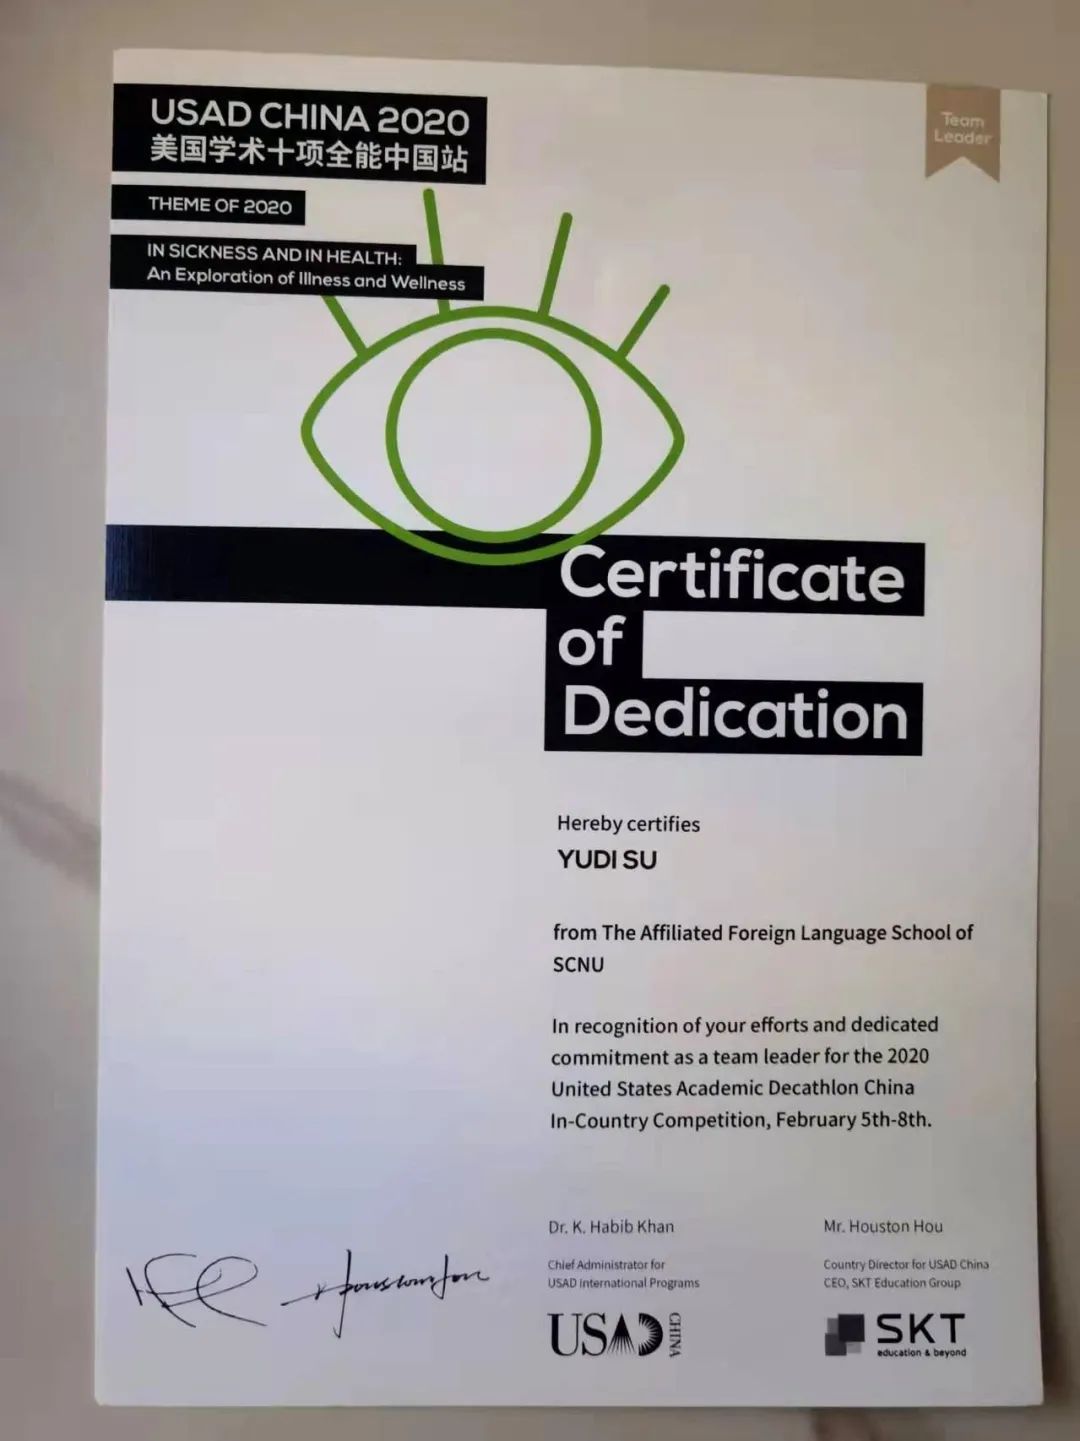 USAD CHINA 2020
美国学术十项全能中国站
Team
Leader
THEME OF 2020
IN SICKNESS AND IN HEALTH:
An Exploration of Illness and Wellness
Certificate
of
Dedication
Hereby certifies
YUDI SU
from The Affiliated Foreign Language School of
SCNU
In recognition of your efforts and dedicated
commitment as a team leader for the 2020
United States Academic Decathlon China
In-Country Competition, February 5th-8th.
Dr. K. Habib Khan
Chief Administrator for
USAD International Programs
USAD CHINA
Mr. Houston Hou
Country Director for USAD China
CEO, SKT Education Group
SKT
education & beyond